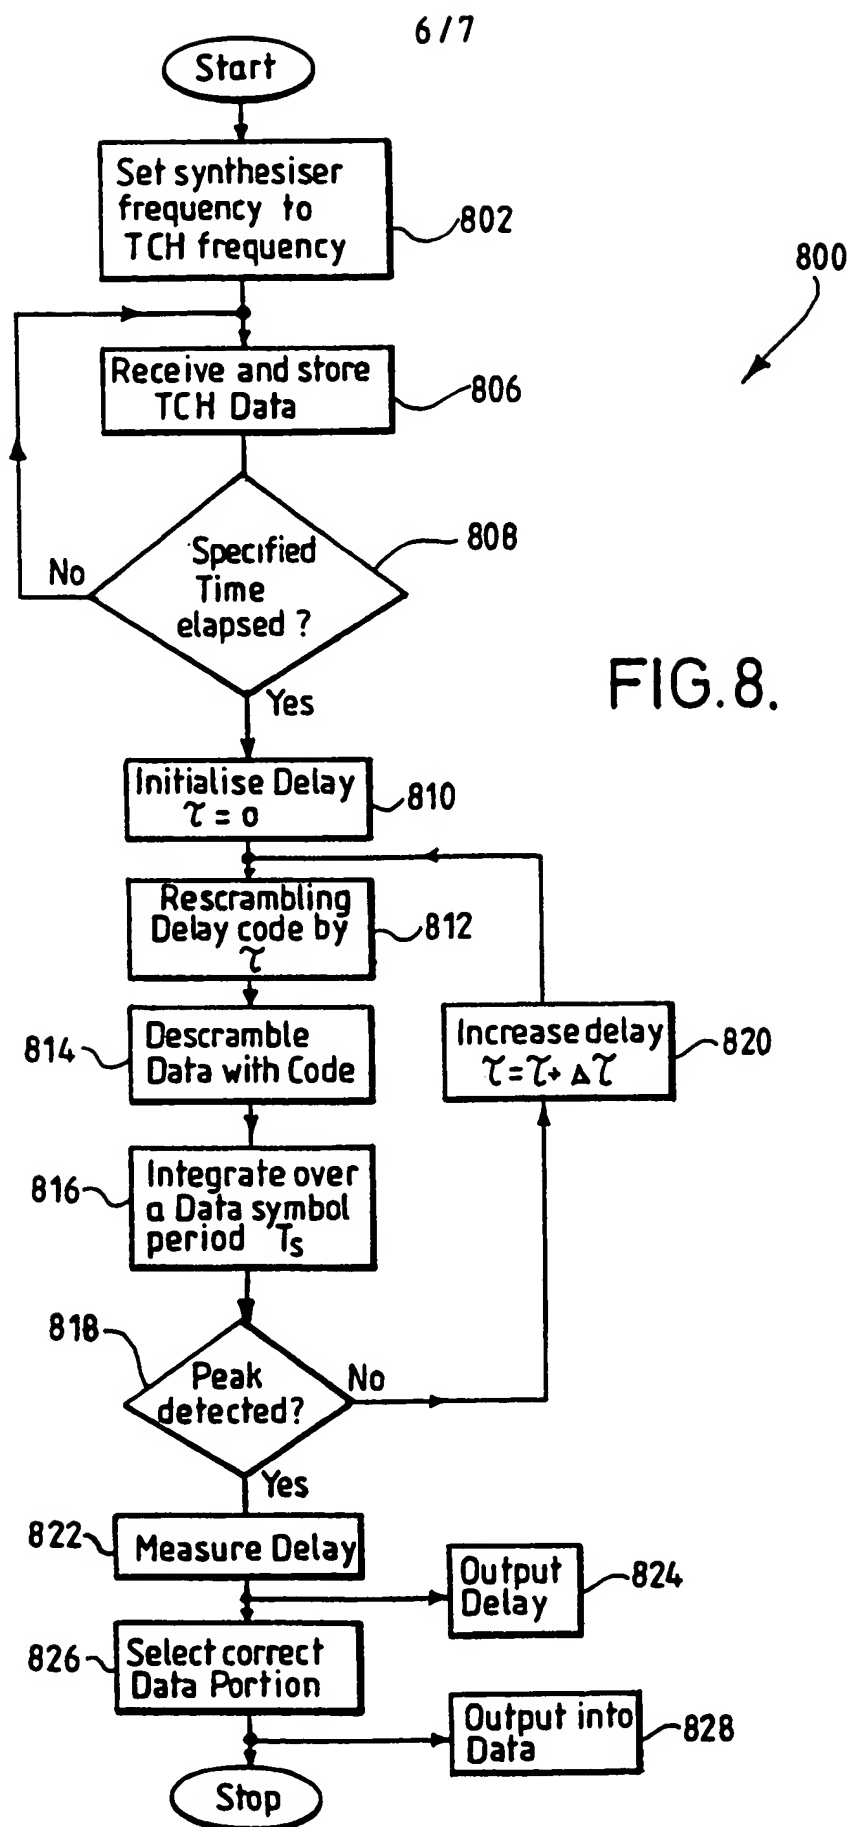 6/7
Start
Set synthesiser
frequency to
TCH frequency
802
800
Receive and store
TCH Data
806
Specified
Time
elapsed ?
808
No
Yes
FIG.8.
Initialise Delay
τ = 0
810
Rescrambling
Delay code by
τ
812
Descramble
Data with Code
814
Increase delay
τ=τ+ Δτ
820
Integrate over
a Data symbol
period Ts
816
818
Peak
detected?
No
Yes
822
Measure Delay
Output
Delay
824
826
Select correct
Data Portion
Output into
Data
828
Stop